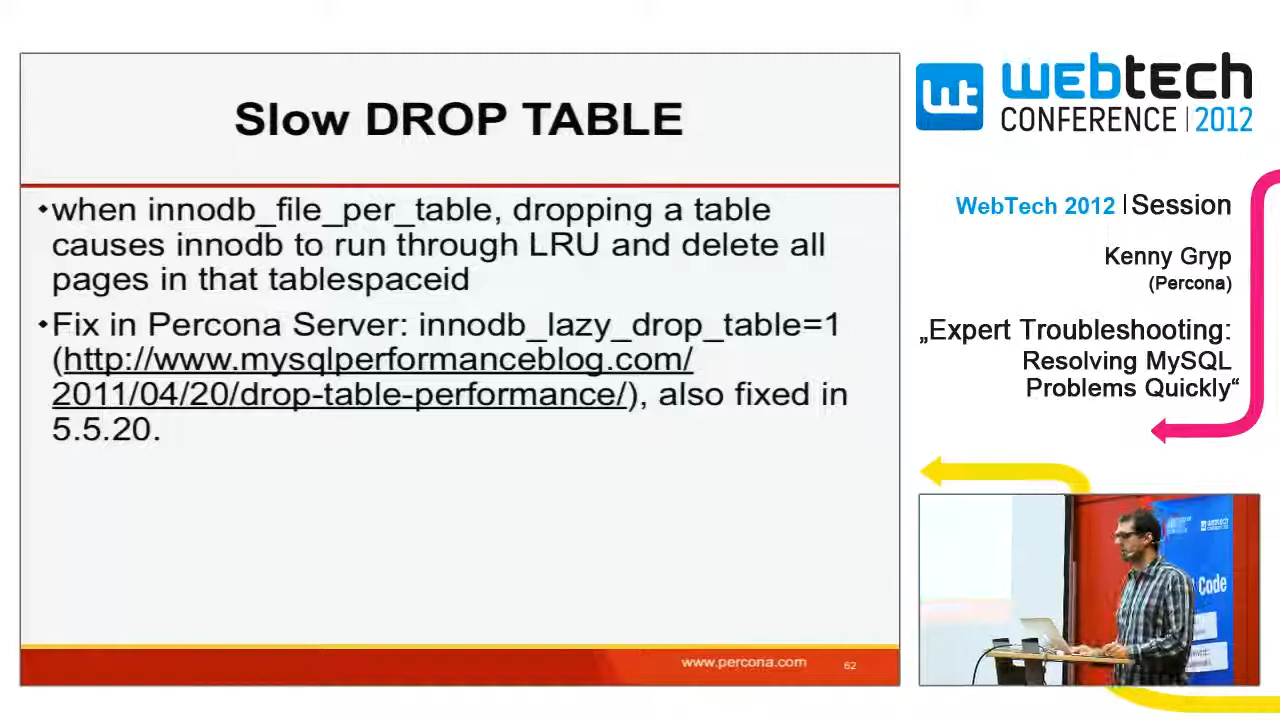 Slow DROP TABLE
•when innodb_file_per_table, dropping a table
causes innodb to run through LRU and delete all
pages in that tablespaceid
•Fix in Percona Server: innodb_lazy_drop_table=1
(http://www.mysqlperformanceblog.com/
2011/04/20/drop-table-performance/), also fixed in
5.5.20.
www.percona.com 62
wt webtech
CONFERENCE | 2012
WebTech 2012 | Session
Kenny Gryp
(Percona)
„Expert Troubleshooting:
Resolving MySQL
Problems Quickly“
webtech
Code